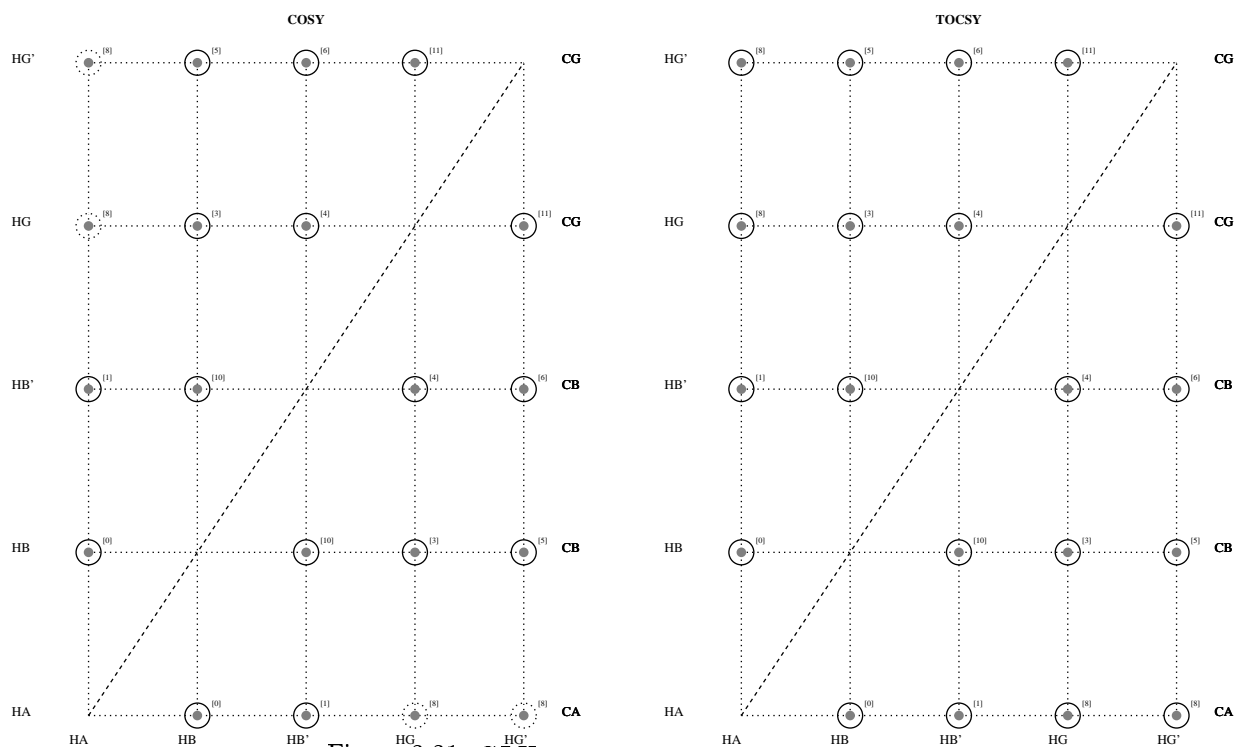 COSY TOCSY
HG’ [8] [5] [6] [11] CG HG’ [8] [5] [6] [11] CG
HG [8] [3] [4] [11] CG HG [8] [3] [4] [11] CG
HB’ [1] [10] [4] [6] CB HB’ [1] [10] [4] [6] CB
HB [0] [10] [3] [5] CB HB [0] [10] [3] [5] CB
HA [0] [1] [8] [8] CA HA [0] [1] [8] [8] CA
HA HB HB’ HG HG’ HA HB HB’ HG HG’